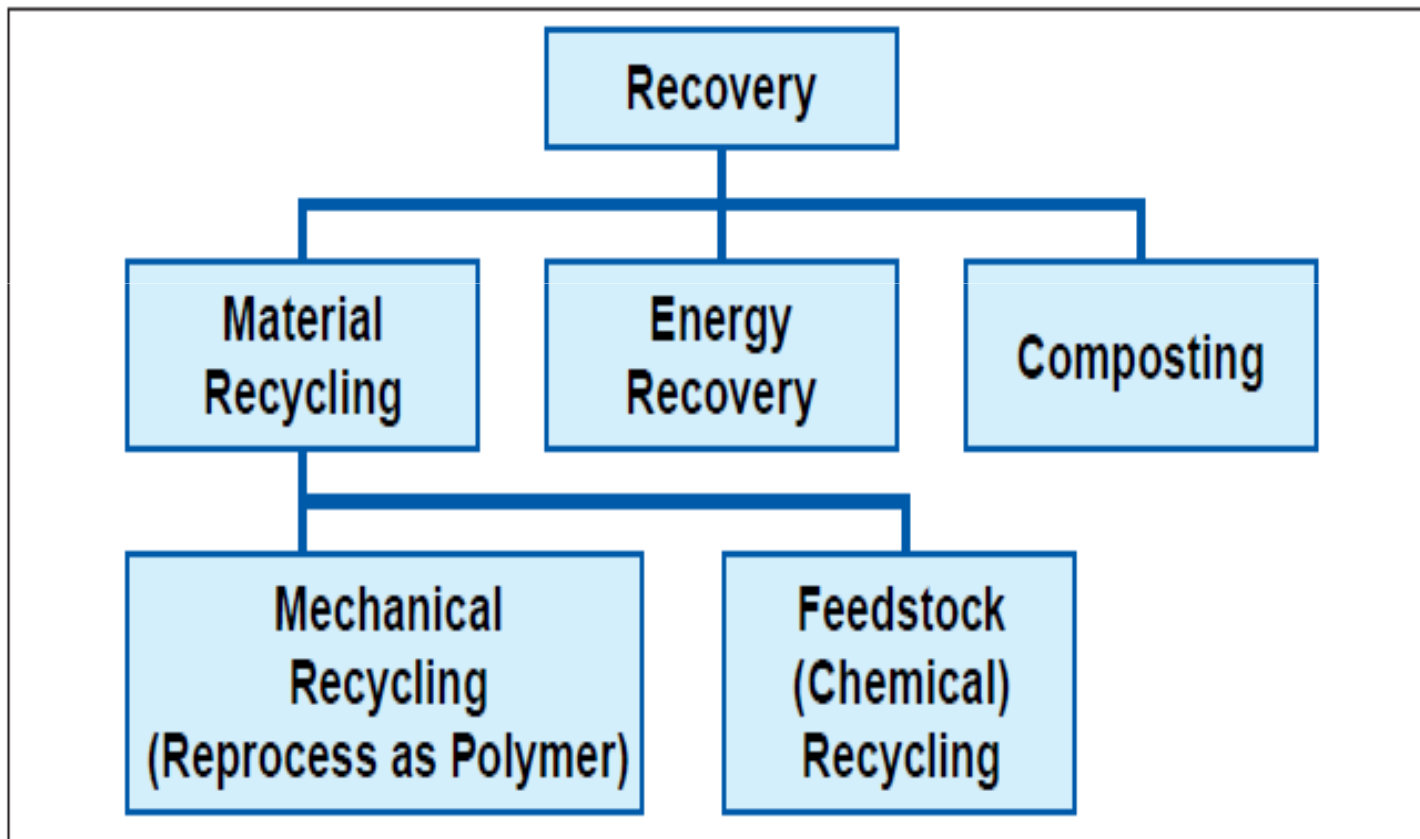 Recovery
Material
Recycling
Energy
Recovery
Composting
Mechanical
Recycling
(Reprocess as Polymer)
Feedstock
(Chemical)
Recycling